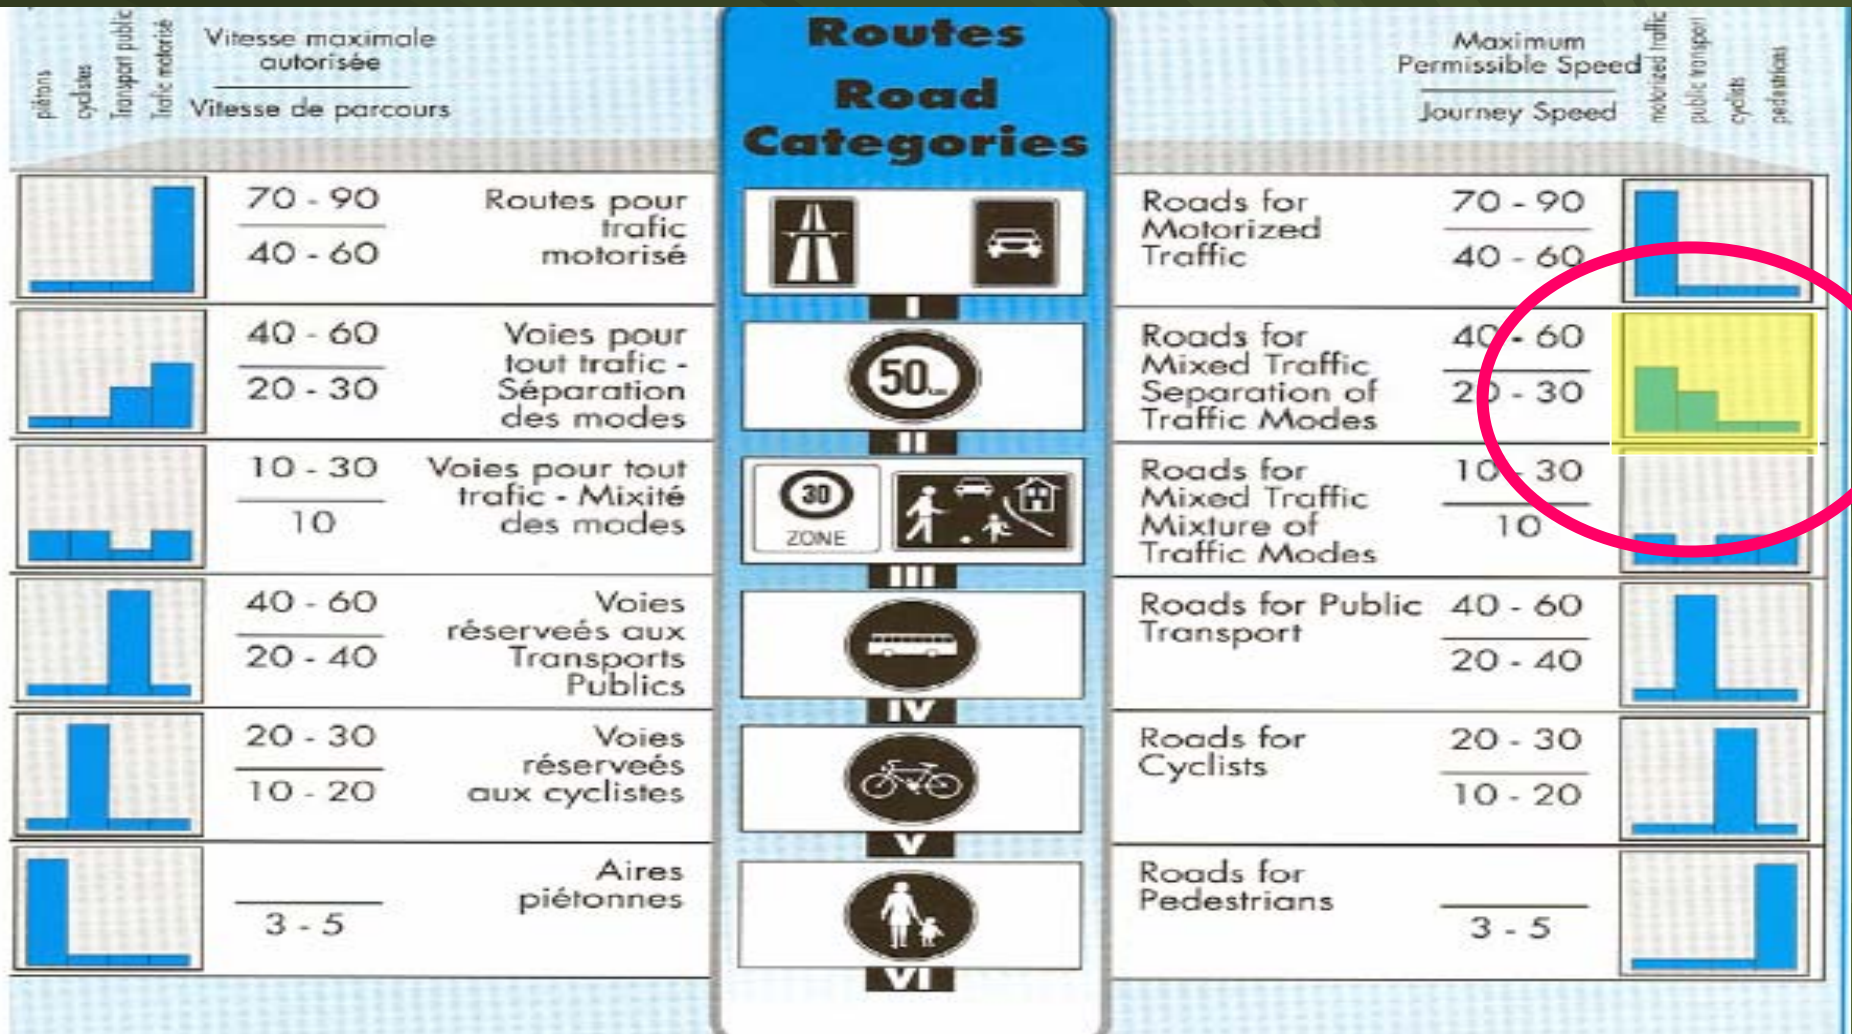 piétons
cyclistes
Transport public
Trafic motorisé
Vitesse maximale
autorisée
Vitesse de parcours
Routes
Road
Categories
Maximum
Permissible Speed
Journey Speed
motorized traffic
public transport
cyclists
pedestrians
70 - 90
40 - 60
Routes pour
trafic
motorisé
I
Roads for
Motorized
Traffic
70 - 90
40 - 60
40 - 60
20 - 30
Voies pour
tout trafic -
Séparation
des modes
50
II
Roads for
Mixed Traffic
Separation of
Traffic Modes
40 - 60
20 - 30
10 - 30
10
Voies pour tout
trafic - Mixité
des modes
30
ZONE
III
Roads for
Mixed Traffic
Mixture of
Traffic Modes
10 - 30
10
40 - 60
20 - 40
Voies
réserveés aux
Transports
Publics
IV
Roads for Public
Transport
40 - 60
20 - 40
20 - 30
10 - 20
Voies
réserveés
aux cyclistes
V
Roads for
Cyclists
20 - 30
10 - 20
3 - 5
Aires
piétonnes
VI
Roads for
Pedestrians
3 - 5